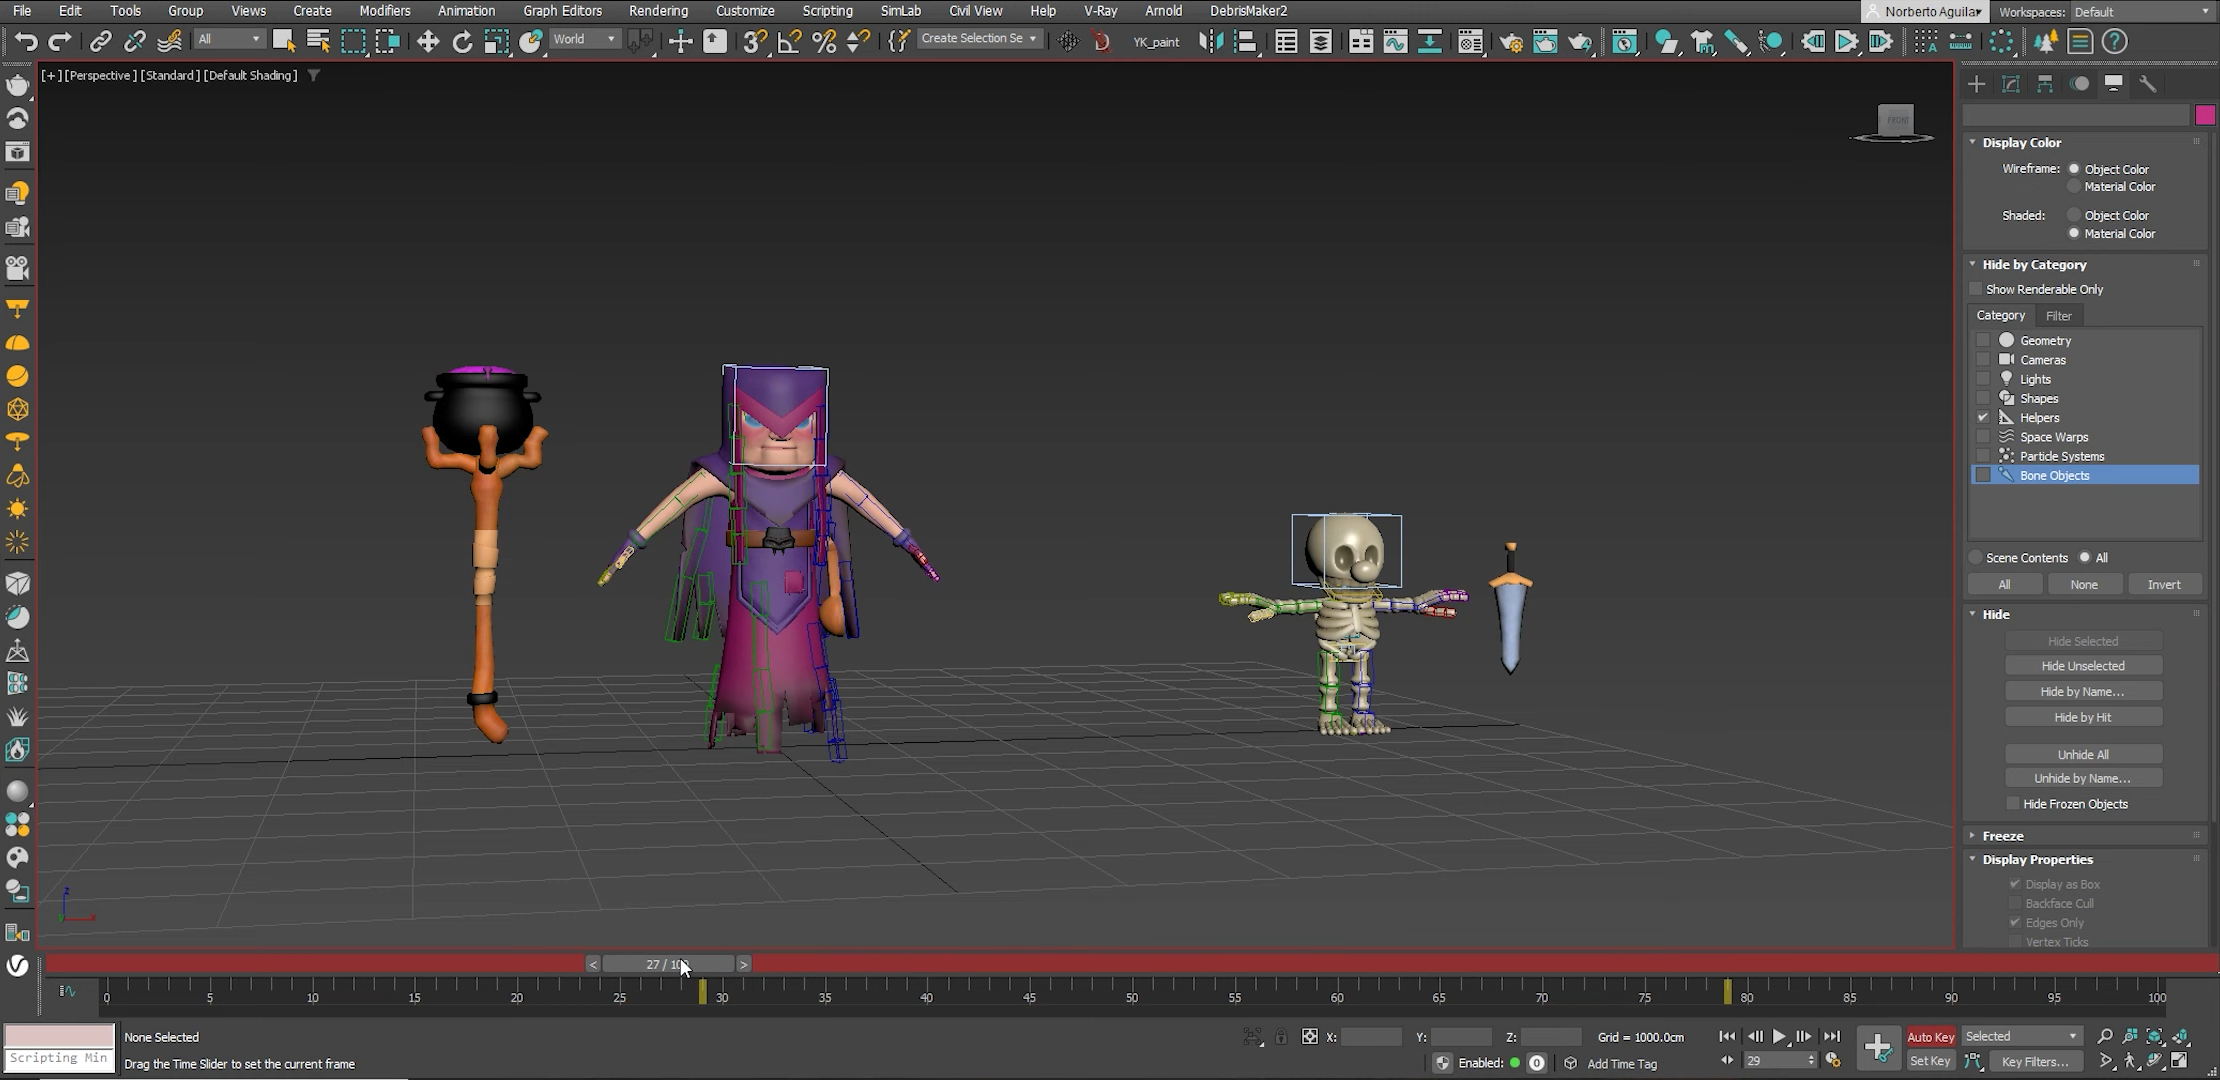 File Edit Tools Group Views Create Modifiers Animation Graph Editors Rendering Customize Scripting SimLab Civil View Help V-Ray Arnold DebrisMaker2 Norberto Aguilar Workspaces: Default
All World Create Selection Se YK_paint
[+] [Perspective] [Standard] [Default Shading]
FRONT
Display Color
Wireframe: Object Color
Material Color
Shaded: Object Color
Material Color
Hide by Category
Show Renderable Only
Category Filter
Geometry
Cameras
Lights
Shapes
Helpers
Space Warps
Particle Systems
Bone Objects
Scene Contents All
All None Invert
Hide
Hide Selected
Hide Unselected
Hide by Name...
Hide by Hit
Unhide All
Unhide by Name...
Hide Frozen Objects
Freeze
Display Properties
Display as Box
Backface Cull
Edges Only
Vertex Ticks
z
x
< 27 / 100 >
0 5 10 15 20 25 30 35 40 45 50 55 60 65 70 75 80 85 90 95 100
None Selected X: Y: Z: Grid = 1000.0cm Auto Key Selected
Scripting Min Drag the Time Slider to set the current frame Enabled: 0 Add Time Tag 29 Set Key Key Filters...